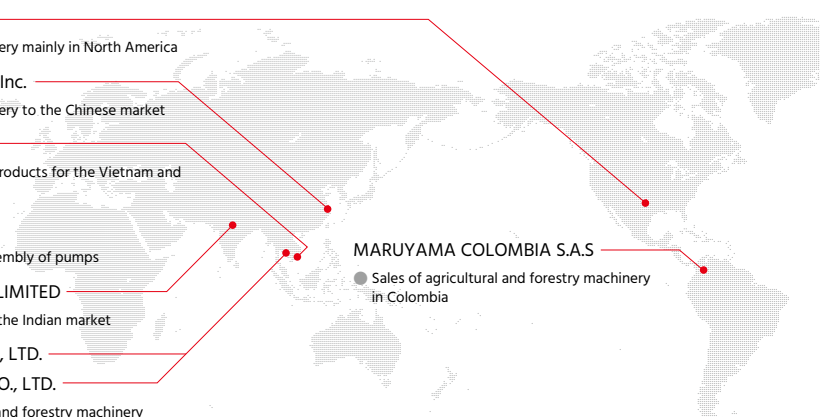 ery mainly in North America
Inc.
ery to the Chinese market
roducts for the Vietnam and
embly of pumps
LIMITED
the Indian market
, LTD.
O., LTD.
and forestry machinery
MARUYAMA COLOMBIA S.A.S
Sales of agricultural and forestry machinery
in Colombia